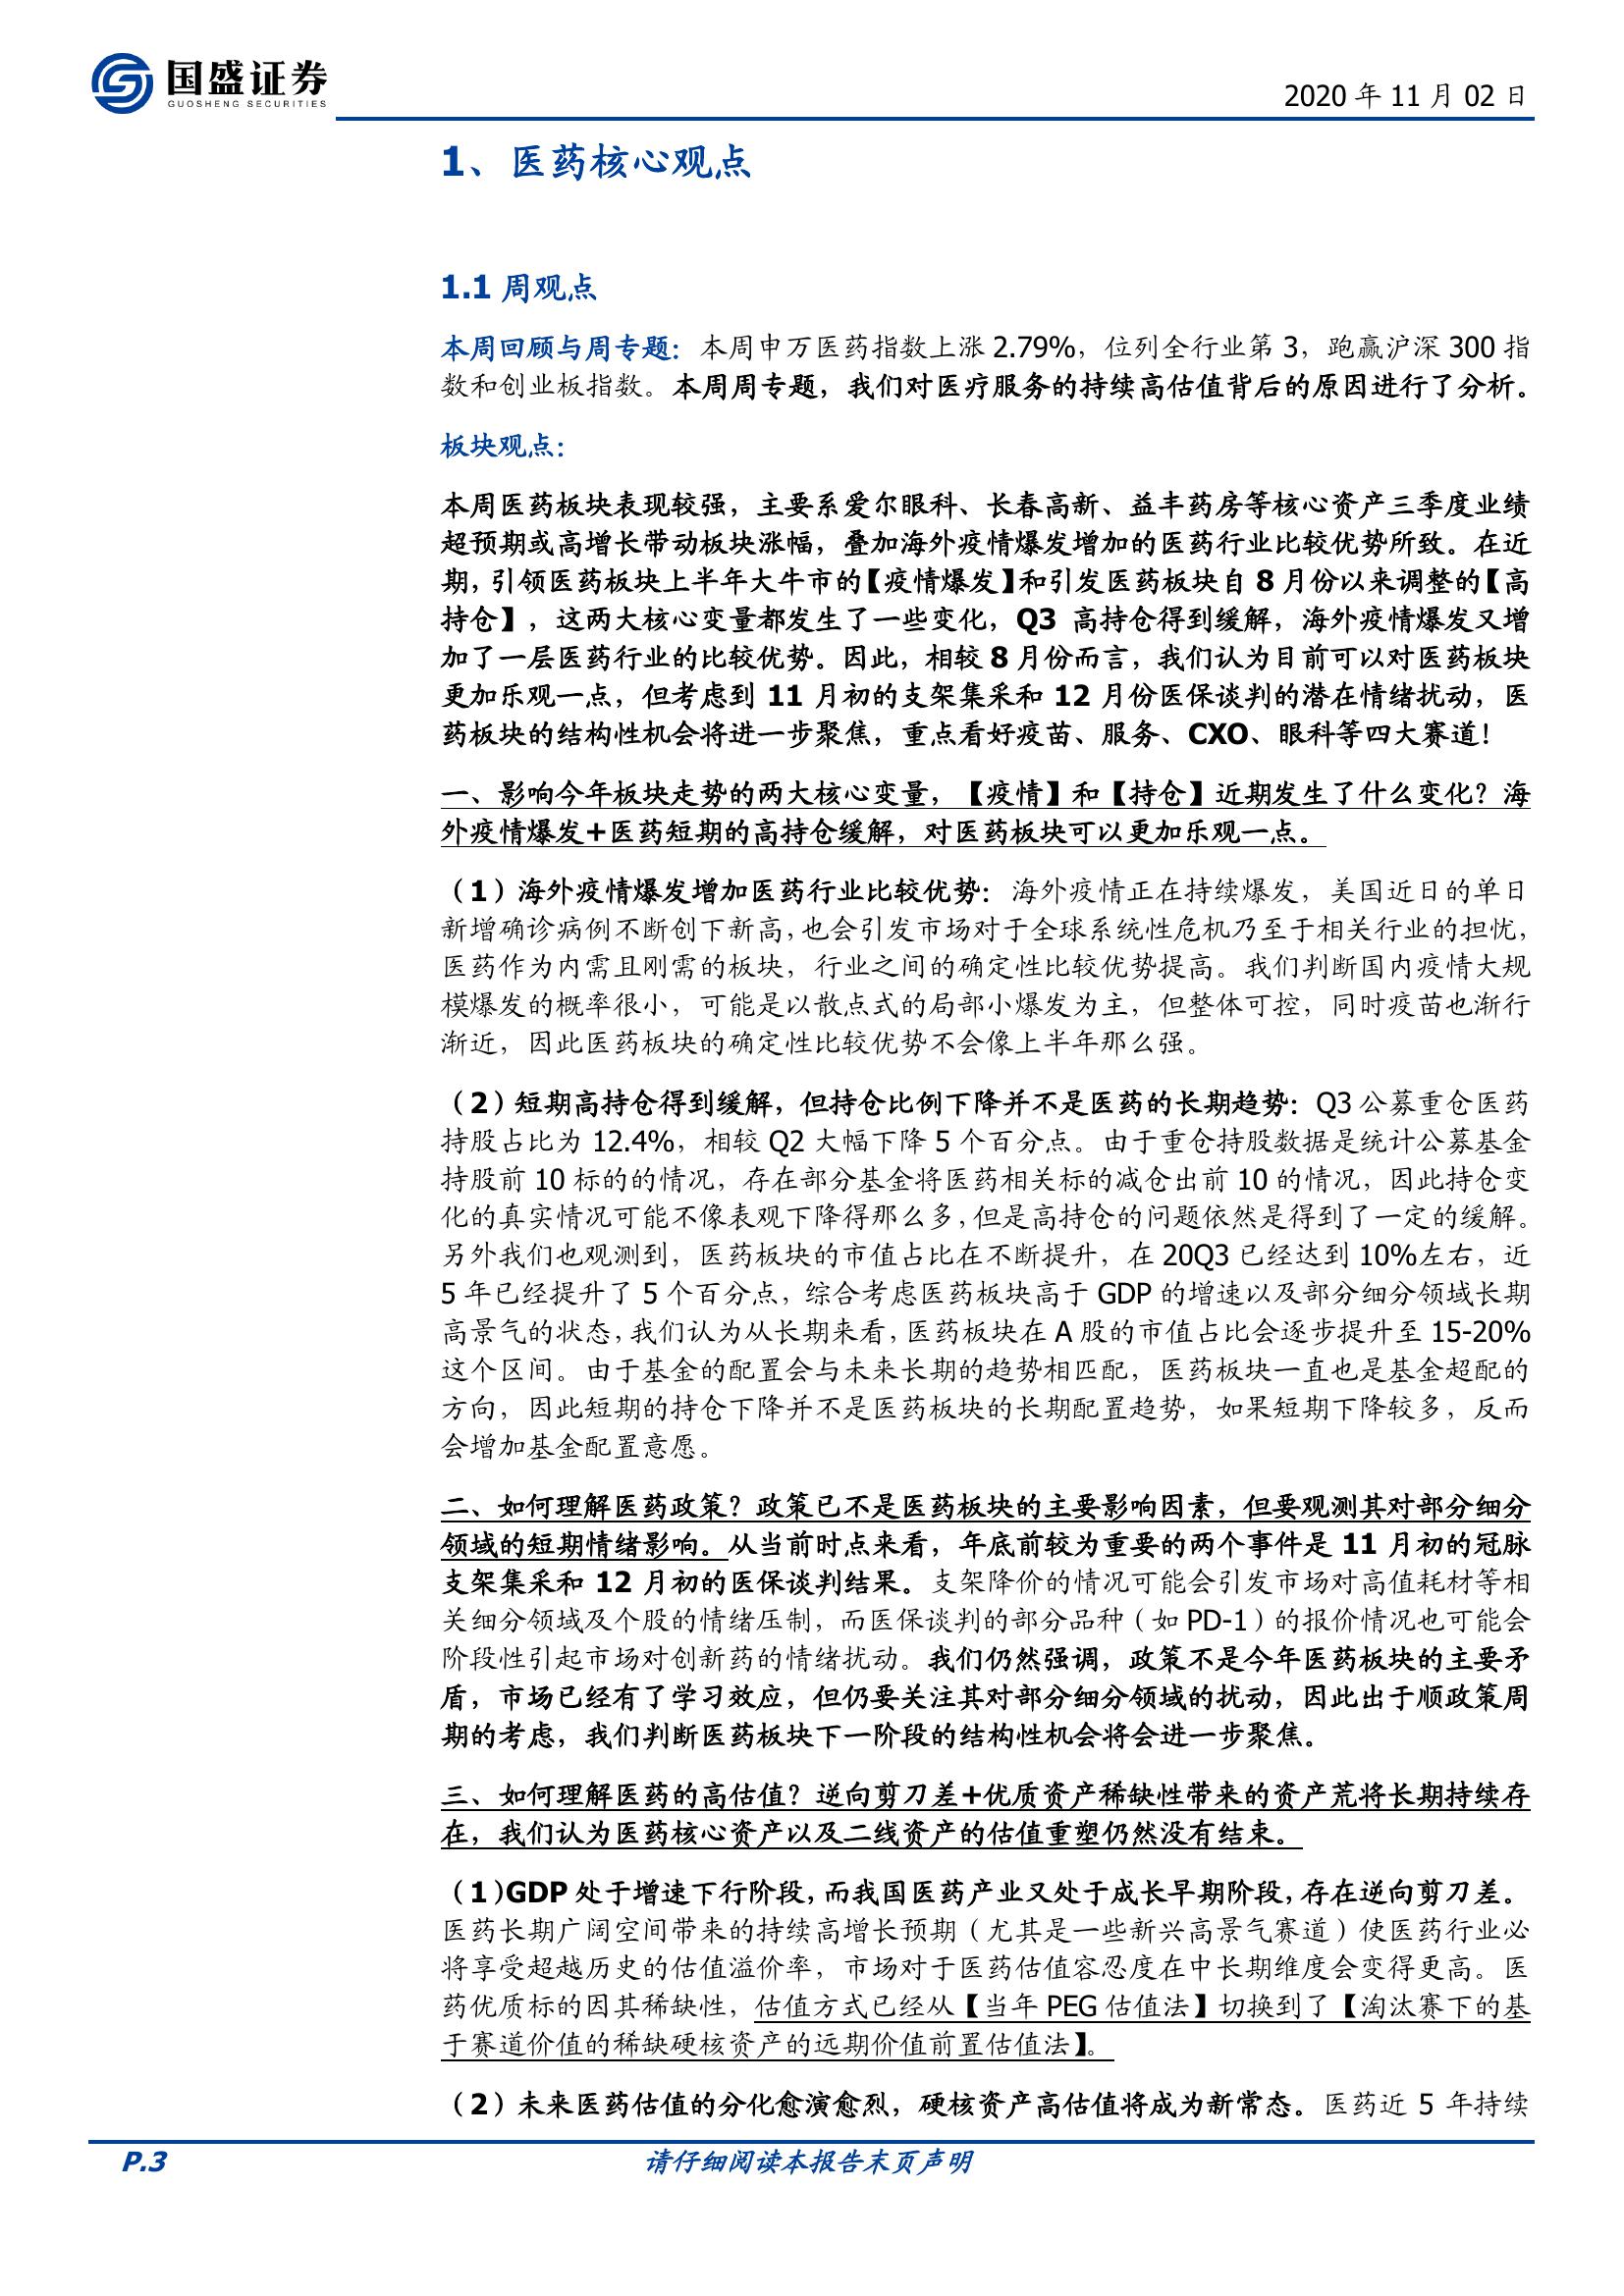 国盛证券
GUOSHENG SECURITIES
2020 年 11 月 02 日
1、医药核心观点
1.1 周观点
本周回顾与周专题：本周申万医药指数上涨 2.79%，位列全行业第 3，跑赢沪深 300 指
数和创业板指数。本周周专题，我们对医疗服务的持续高估值背后的原因进行了分析。
板块观点：
本周医药板块表现较强，主要系爱尔眼科、长春高新、益丰药房等核心资产三季度业绩
超预期或高增长带动板块涨幅，叠加海外疫情爆发增加的医药行业比较优势所致。在近
期，引领医药板块上半年大牛市的【疫情爆发】和引发医药板块自 8 月份以来调整的【高
持仓】，这两大核心变量都发生了一些变化，Q3 高持仓得到缓解，海外疫情爆发又增
加了一层医药行业的比较优势。因此，相较 8 月份而言，我们认为目前可以对医药板块
更加乐观一点，但考虑到 11 月初的支架集采和 12 月份医保谈判的潜在情绪扰动，医
药板块的结构性机会将进一步聚焦，重点看好疫苗、服务、CXO、眼科等四大赛道！
一、影响今年板块走势的两大核心变量，【疫情】和【持仓】近期发生了什么变化？海
外疫情爆发+医药短期的高持仓缓解，对医药板块可以更加乐观一点。
（1）海外疫情爆发增加医药行业比较优势：海外疫情正在持续爆发，美国近日的单日
新增确诊病例不断创下新高，也会引发市场对于全球系统性危机乃至于相关行业的担忧，
医药作为内需且刚需的板块，行业之间的确定性比较优势提高。我们判断国内疫情大规
模爆发的概率很小，可能是以散点式的局部小爆发为主，但整体可控，同时疫苗也渐行
渐近，因此医药板块的确定性比较优势不会像上半年那么强。
（2）短期高持仓得到缓解，但持仓比例下降并不是医药的长期趋势：Q3 公募重仓医药
持股占比为 12.4%，相较 Q2 大幅下降 5 个百分点。由于重仓持股数据是统计公募基金
持股前 10 标的的情况，存在部分基金将医药相关标的减仓出前 10 的情况，因此持仓变
化的真实情况可能不像表观下降得那么多，但是高持仓的问题依然是得到了一定的缓解。
另外我们也观测到，医药板块的市值占比在不断提升，在 20Q3 已经达到 10%左右，近
5 年已经提升了 5 个百分点，综合考虑医药板块高于 GDP 的增速以及部分细分领域长期
高景气的状态，我们认为从长期来看，医药板块在 A 股的市值占比会逐步提升至 15-20%
这个区间。由于基金的配置会与未来长期的趋势相匹配，医药板块一直也是基金超配的
方向，因此短期的持仓下降并不是医药板块的长期配置趋势，如果短期下降较多，反而
会增加基金配置意愿。
二、如何理解医药政策？政策已不是医药板块的主要影响因素，但要观测其对部分细分
领域的短期情绪影响。从当前时点来看，年底前较为重要的两个事件是 11 月初的冠脉
支架集采和 12 月初的医保谈判结果。支架降价的情况可能会引发市场对高值耗材等相
关细分领域及个股的情绪压制，而医保谈判的部分品种（如 PD-1）的报价情况也可能会
阶段性引起市场对创新药的情绪扰动。我们仍然强调，政策不是今年医药板块的主要矛
盾，市场已经有了学习效应，但仍要关注其对部分细分领域的扰动，因此出于顺政策周
期的考虑，我们判断医药板块下一阶段的结构性机会将会进一步聚焦。
三、如何理解医药的高估值？逆向剪刀差+优质资产稀缺性带来的资产荒将长期持续存
在，我们认为医药核心资产以及二线资产的估值重塑仍然没有结束。
（1）GDP 处于增速下行阶段，而我国医药产业又处于成长早期阶段，存在逆向剪刀差。
医药长期广阔空间带来的持续高增长预期（尤其是一些新兴高景气赛道）使医药行业必
将享受超越历史的估值溢价率，市场对于医药估值容忍度在中长期维度会变得更高。医
药优质标的因其稀缺性，估值方式已经从【当年 PEG 估值法】切换到了【淘汰赛下的基
于赛道价值的稀缺硬核资产的远期价值前置估值法】。
（2）未来医药估值的分化愈演愈烈，硬核资产高估值将成为新常态。医药近 5 年持续
P.3
请仔细阅读本报告末页声明